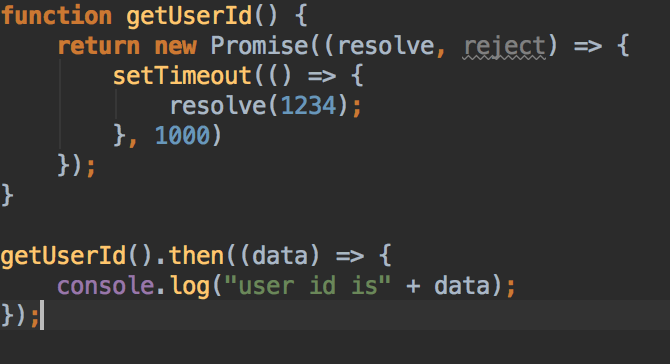 function getUserId() {
    return new Promise((resolve, reject) => {
        setTimeout(() => {
            resolve(1234);
        }, 1000)
    });
}

getUserId().then((data) => {
    console.log("user id is" + data);
});